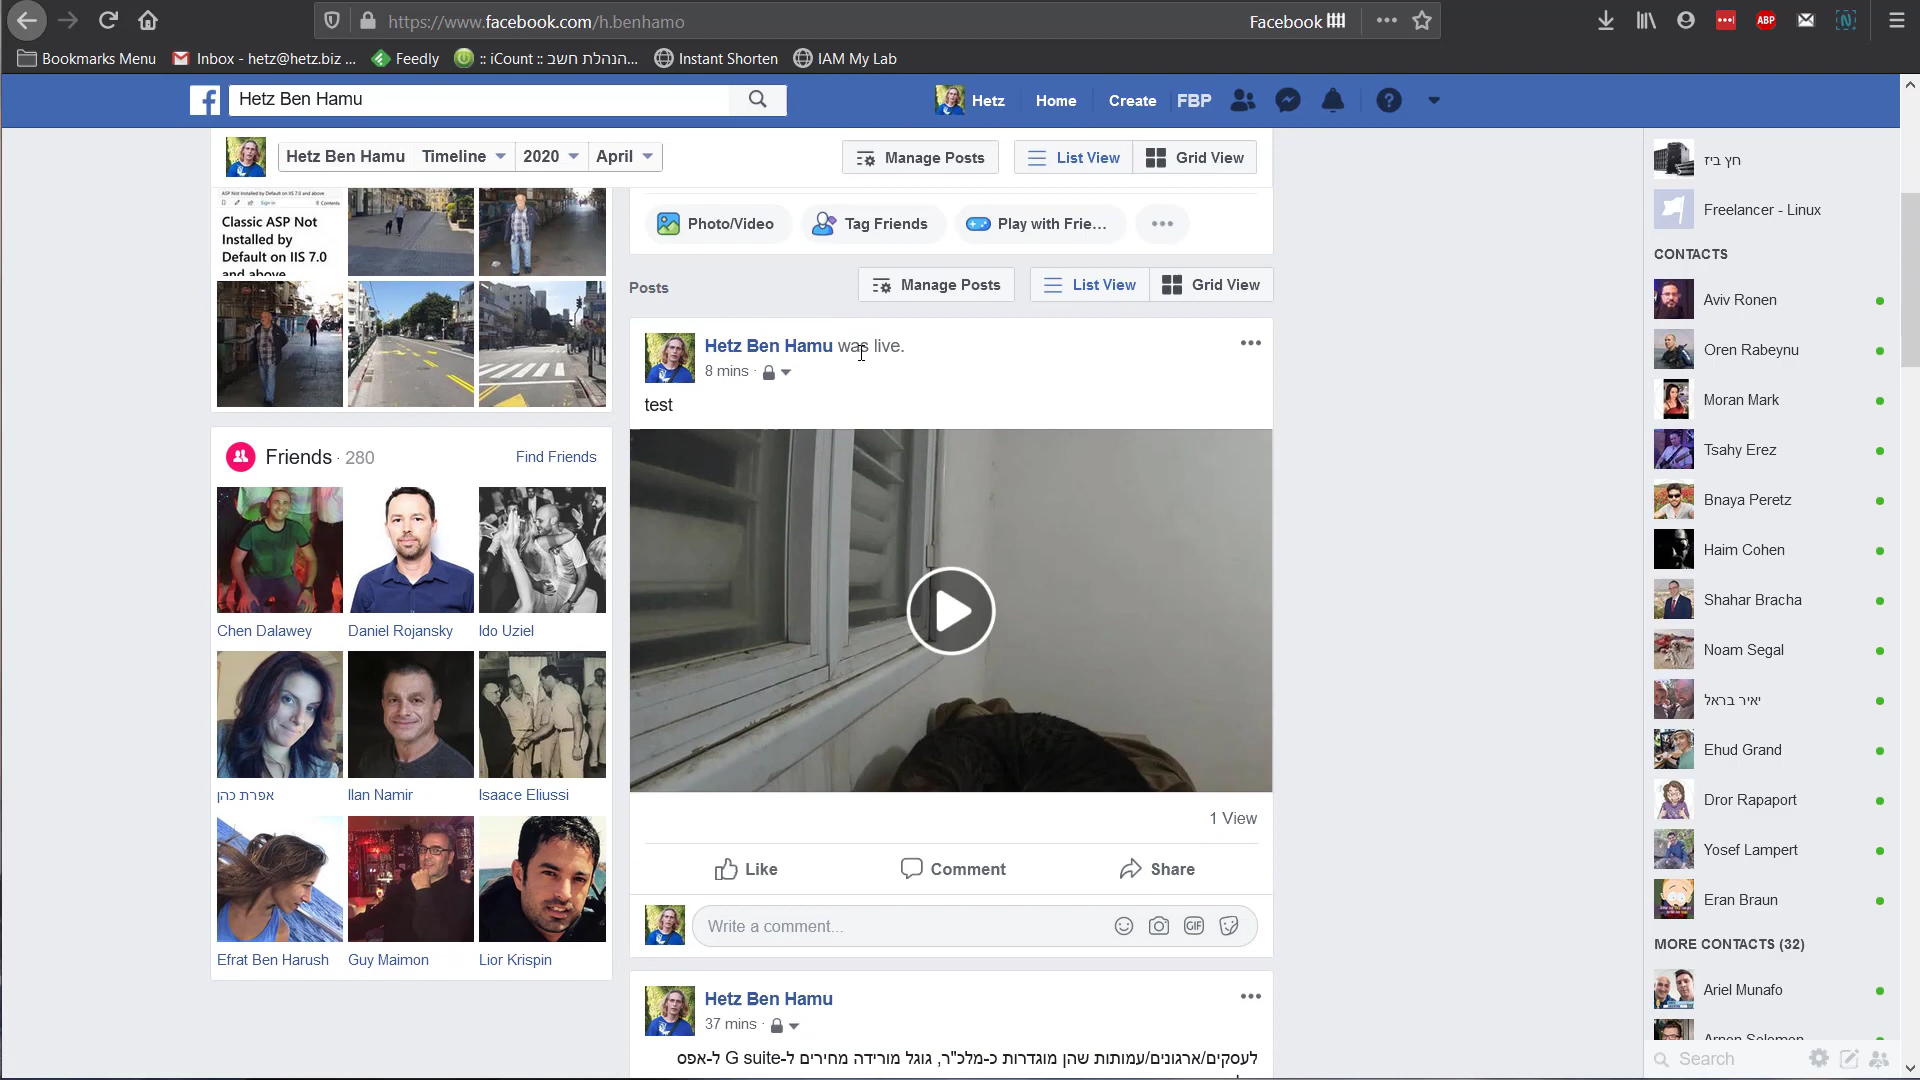 https://www.facebook.com/h.benhamo
Facebook
Bookmarks Menu
Inbox - hetz@hetz.biz ...
Feedly
:: iCount :: הנהלת חשב...
Instant Shorten
IAM My Lab
ABP
Hetz Ben Hamu
Hetz
Home
Create
FBP
Hetz Ben Hamu
Timeline
2020
April
Manage Posts
List View
Grid View
Sign in
Contents
Classic ASP Not
Installed by
Default on IIS 7.0
and above
Photo/Video
Tag Friends
Play with Frie...
Posts
Manage Posts
List View
Grid View
Hetz Ben Hamu was live.
8 mins ·
test
Friends · 280
Find Friends
Chen Dalawey
Daniel Rojansky
Ido Uziel
אפרת כהן
Ilan Namir
Isaace Eliussi
Efrat Ben Harush
Guy Maimon
Lior Krispin
1 View
Like
Comment
Share
Write a comment...
GIF
Hetz Ben Hamu
37 mins ·
לעסקים/ארגונים/עמותות שהן מוגדרות כ-מלכ"ר, גוגל מורידה מחירים ל-G suite ל-אפס
חץ ביז
Freelancer - Linux
CONTACTS
Aviv Ronen
Oren Rabeynu
Moran Mark
Tsahy Erez
Bnaya Peretz
Haim Cohen
Shahar Bracha
Noam Segal
יאיר בראל
Ehud Grand
Dror Rapaport
Yosef Lampert
Eran Braun
MORE CONTACTS (32)
Ariel Munafo
Search